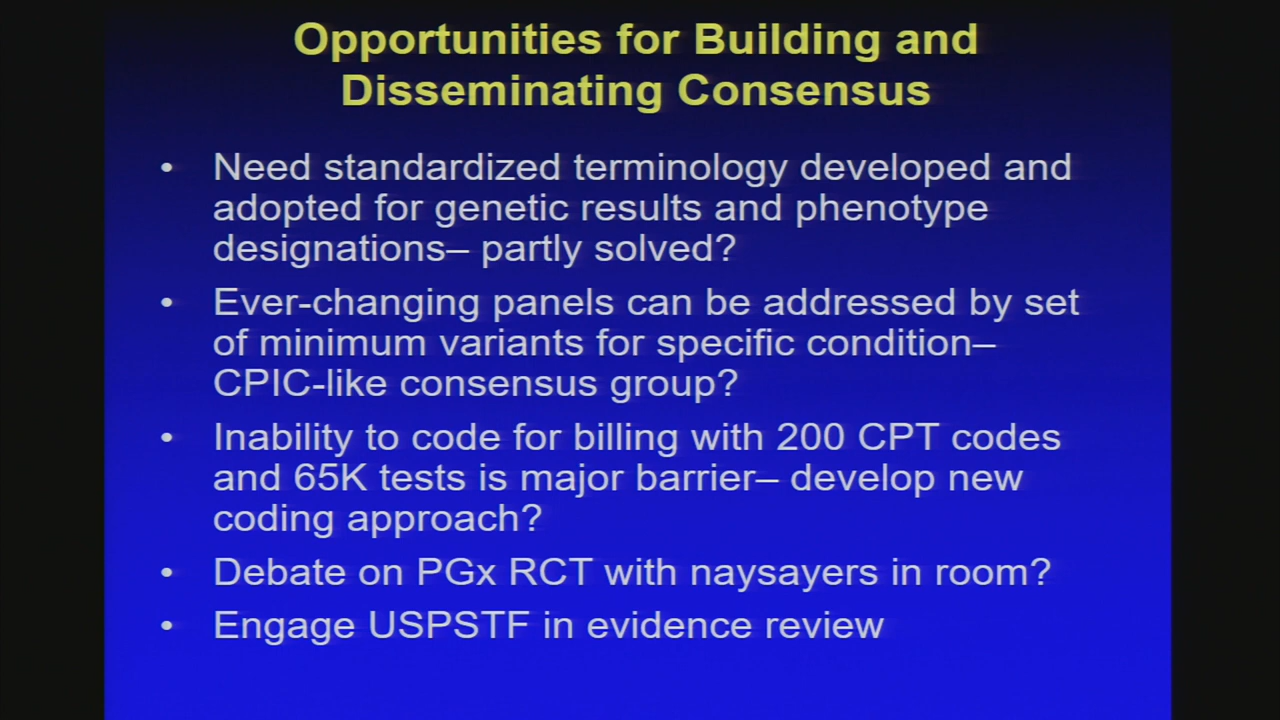 Opportunities for Building and
Disseminating Consensus
• Need standardized terminology developed and
adopted for genetic results and phenotype
designations– partly solved?
• Ever-changing panels can be addressed by set
of minimum variants for specific condition–
CPIC-like consensus group?
• Inability to code for billing with 200 CPT codes
and 65K tests is major barrier– develop new
coding approach?
• Debate on PGx RCT with naysayers in room?
• Engage USPSTF in evidence review